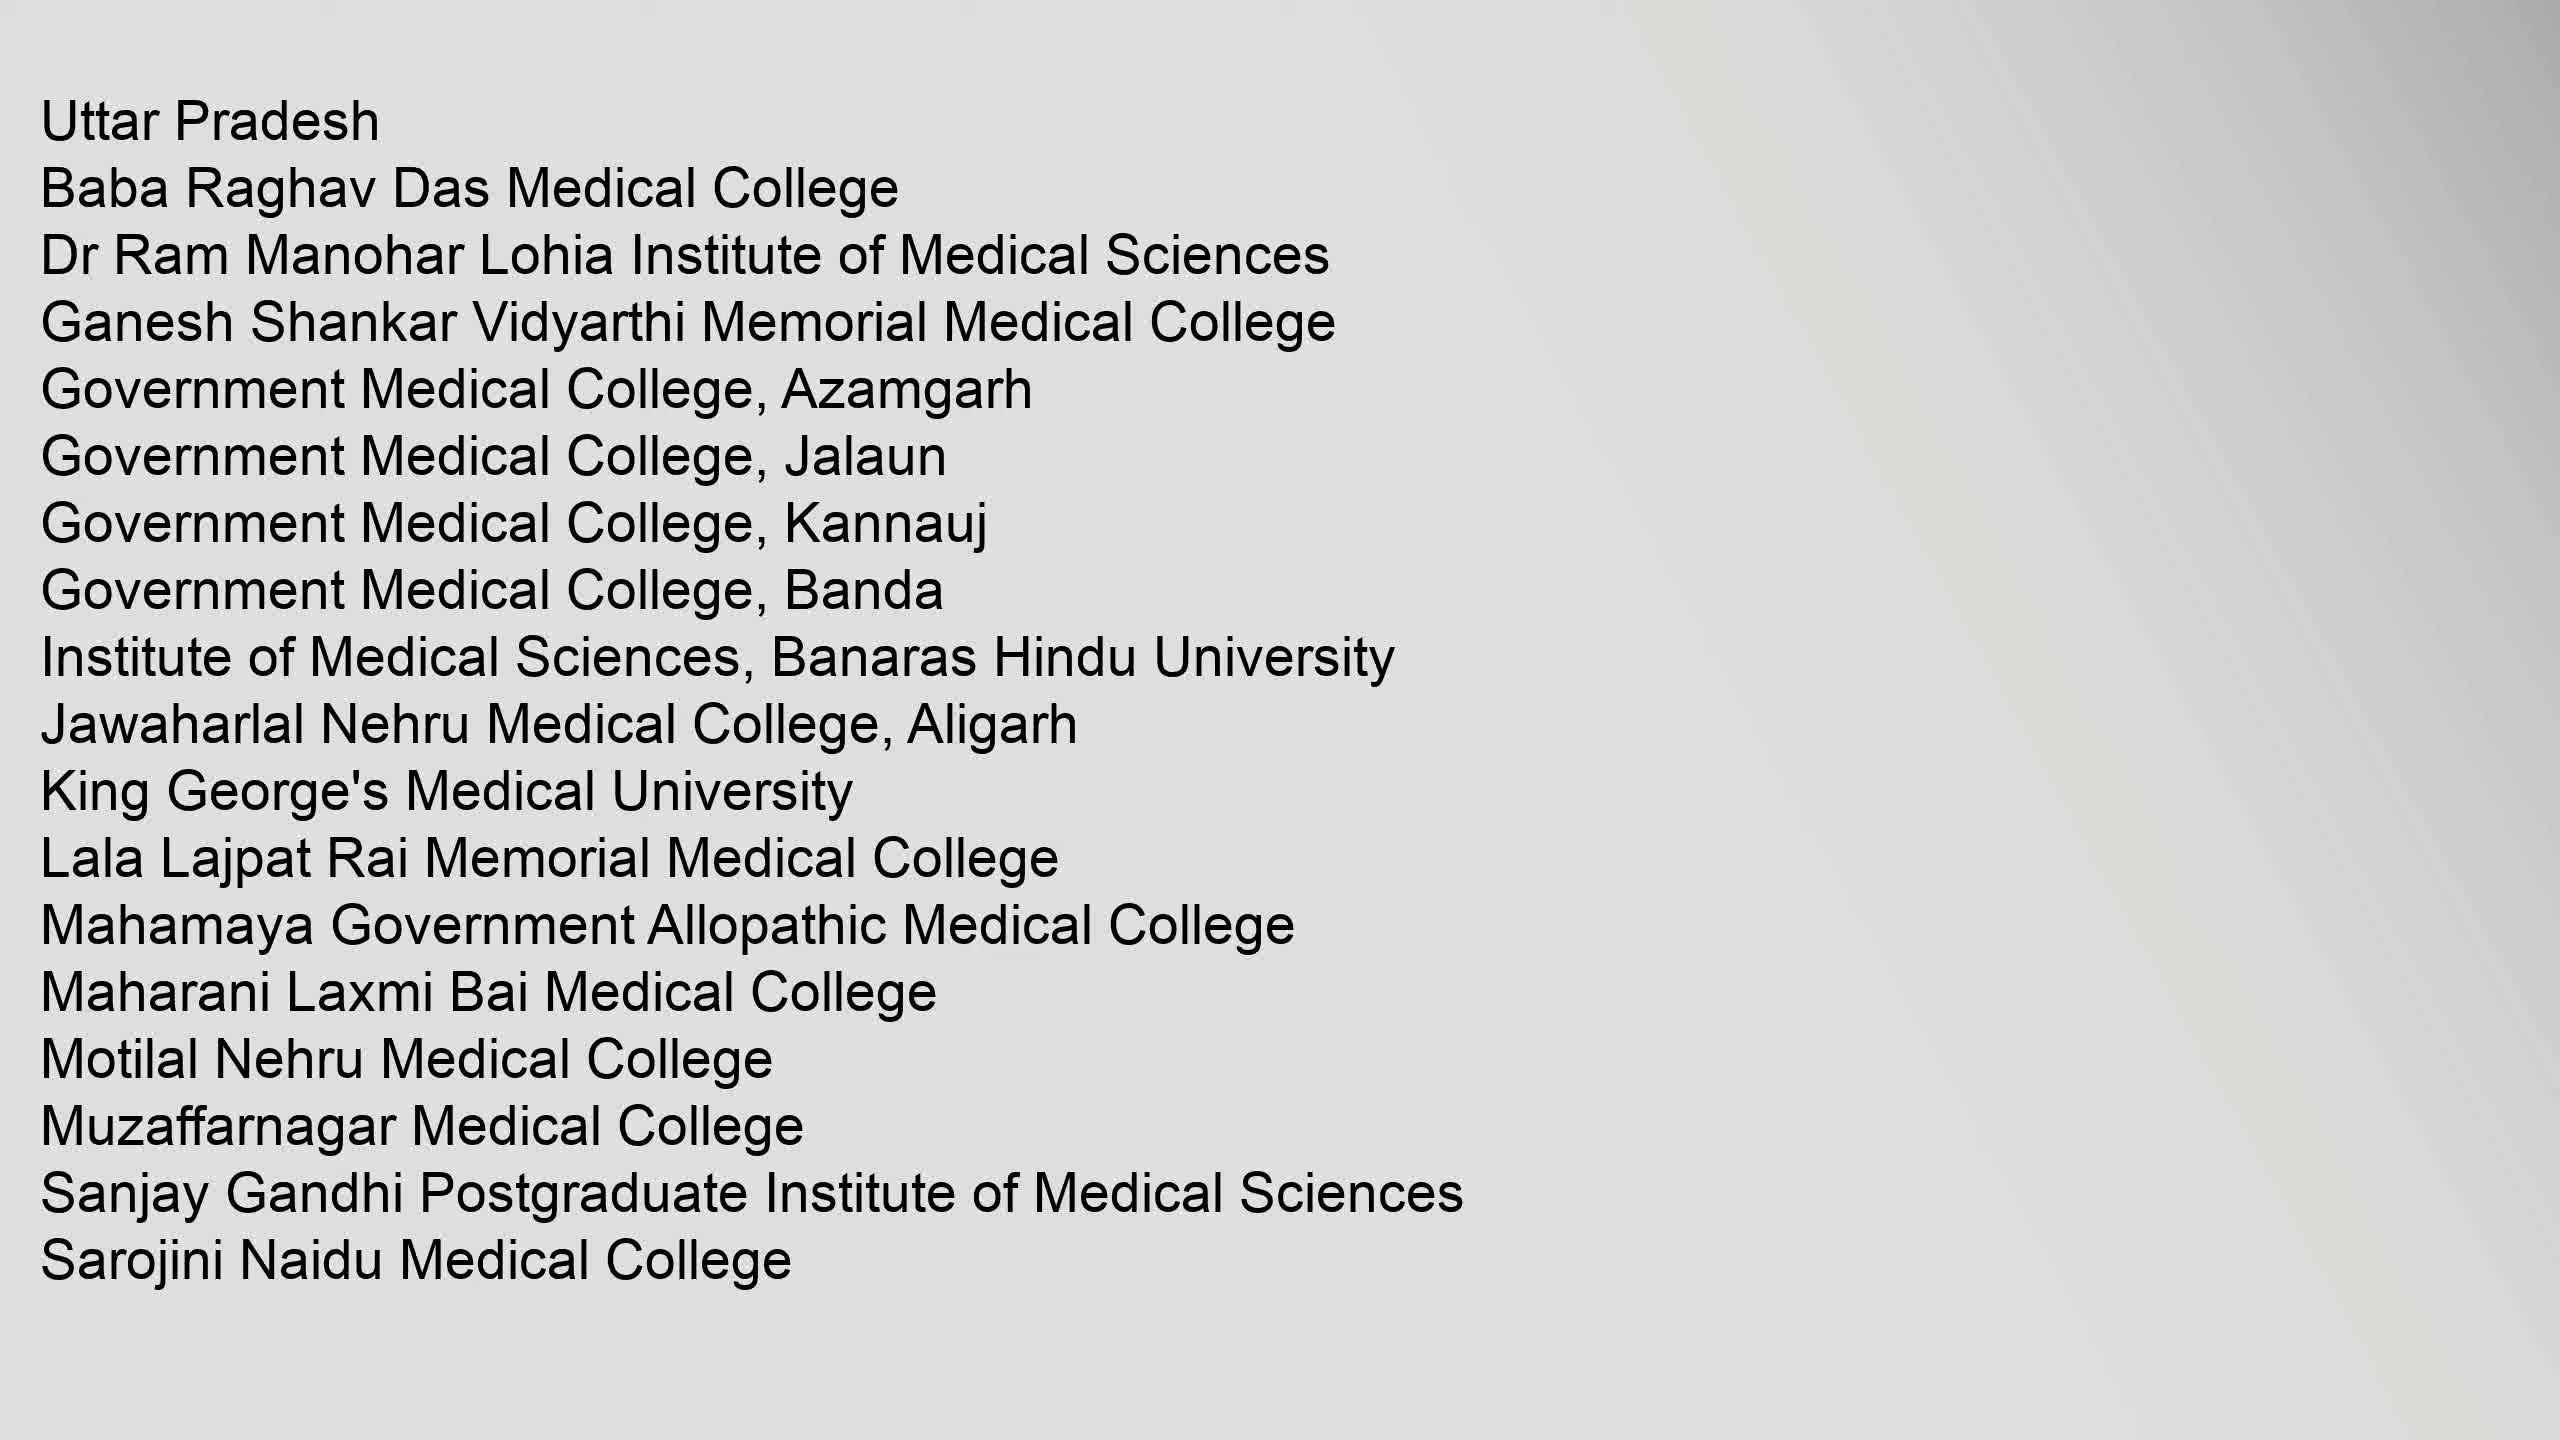 Uttar Pradesh
Baba Raghav Das Medical College
Dr Ram Manohar Lohia Institute of Medical Sciences
Ganesh Shankar Vidyarthi Memorial Medical College
Government Medical College, Azamgarh
Government Medical College, Jalaun
Government Medical College, Kannauj
Government Medical College, Banda
Institute of Medical Sciences, Banaras Hindu University
Jawaharlal Nehru Medical College, Aligarh
King George's Medical University
Lala Lajpat Rai Memorial Medical College
Mahamaya Government Allopathic Medical College
Maharani Laxmi Bai Medical College
Motilal Nehru Medical College
Muzaffarnagar Medical College
Sanjay Gandhi Postgraduate Institute of Medical Sciences
Sarojini Naidu Medical College